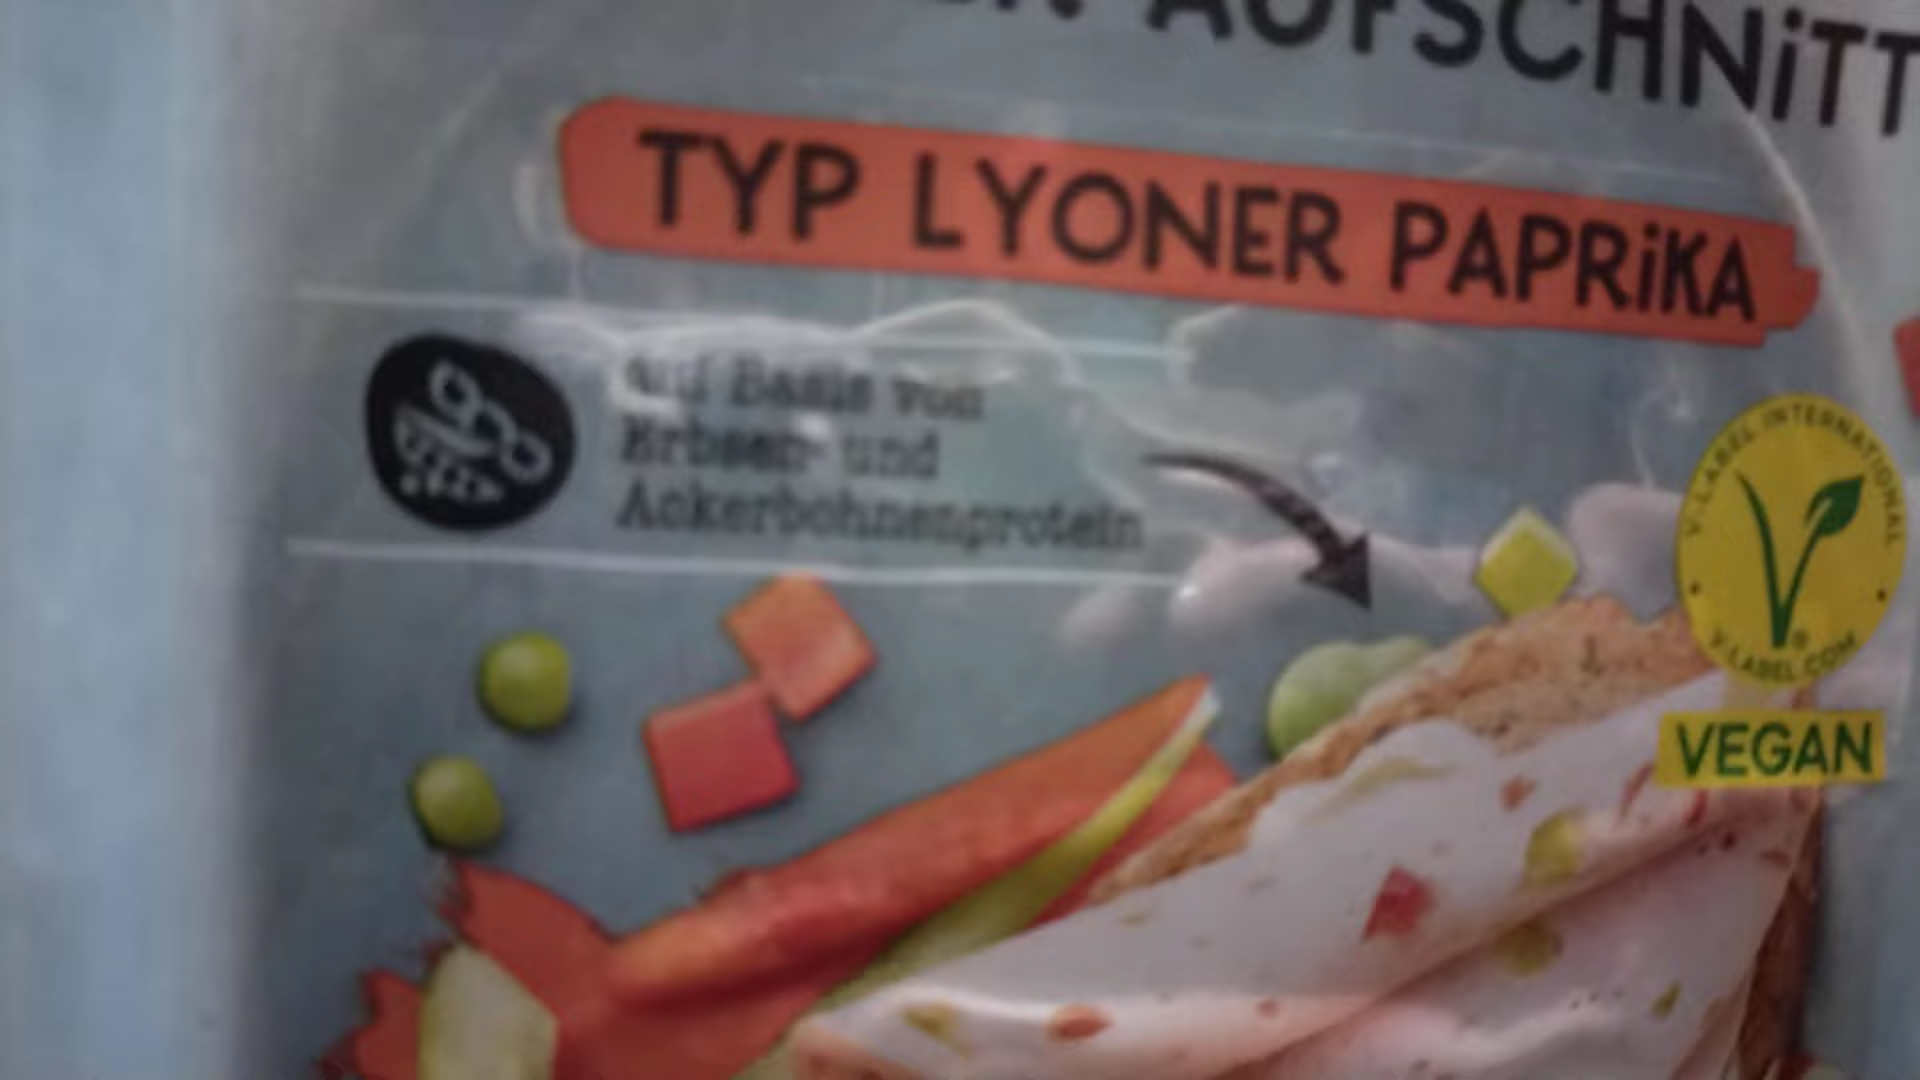 AUFSCHNiTT
TYP LYONER PAPRiKA
auf Basis von
Erbsen- und
Ackerbohnenprotein
V-LABEL INTERNATIONAL
V-LABEL.COM
VEGAN